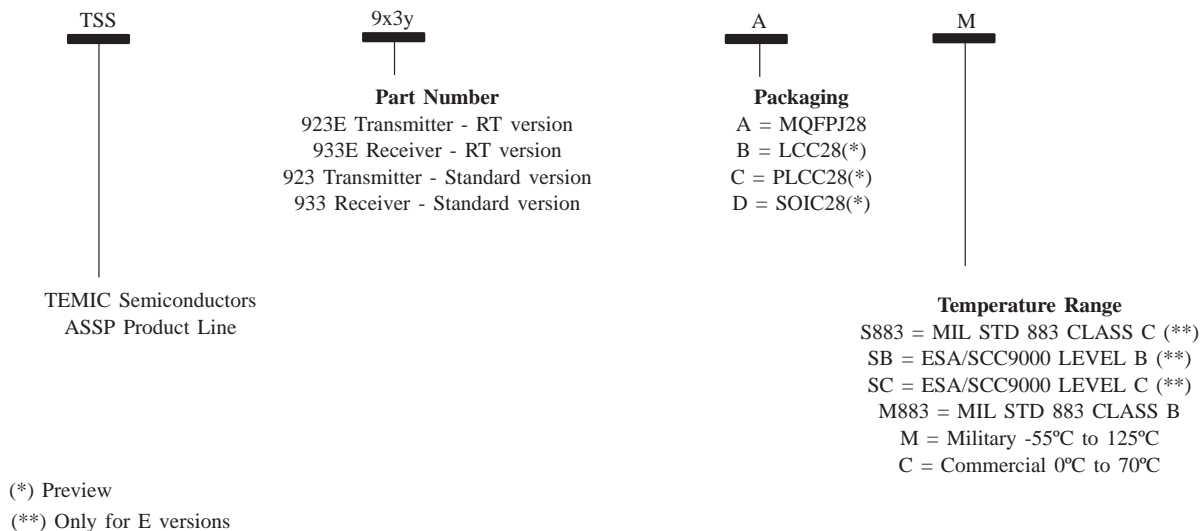 TSS
9x3y
A
M
Part Number
923E Transmitter - RT version
933E Receiver - RT version
923 Transmitter - Standard version
933 Receiver - Standard version
Packaging
A = MQFPJ28
B = LCC28(*)
C = PLCC28(*)
D = SOIC28(*)
TEMIC Semiconductors
ASSP Product Line
Temperature Range
S883 = MIL STD 883 CLASS C (**)
SB = ESA/SCC9000 LEVEL B (**)
SC = ESA/SCC9000 LEVEL C (**)
M883 = MIL STD 883 CLASS B
M = Military -55ºC to 125ºC
C = Commercial 0ºC to 70ºC
(*) Preview
(**) Only for E versions